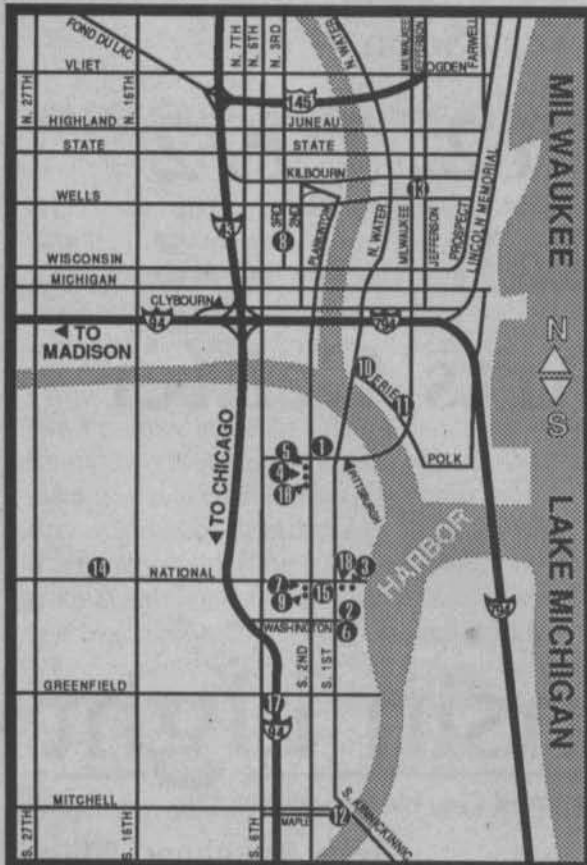 MILWAUKEE
N
S
LAKE MICHIGAN
FOND DU LAC
VLIET
N. 27TH
N. 16TH
N. 7TH
N. 6TH
N. 3RD
N. WATER
MILWAUKEE
JEFFERSON
OGDEN
FARWELL
145
HIGHLAND
JUNEAU
STATE
STATE
KILBOURN
WELLS
13
43
3RD
2ND
8
PLANKINTON
N. WATER
MILWAUKEE
JEFFERSON
PROSPECT
LINCOLN MEMORIAL
WISCONSIN
MICHIGAN
CLYBOURN
94
794
TO
MADISON
10
ERIE
11
TO CHICAGO
5
1
4
PITTSBURGH
POLK
HARBOR
14
NATIONAL
7
9
15
18
3
2
6
794
WASHINGTON
S. 2ND
S. 1ST
GREENFIELD
17
94
MITCHELL
MAPLE
12
S. KINNICKINNIC
S. 27TH
S. 16TH
S. 6TH